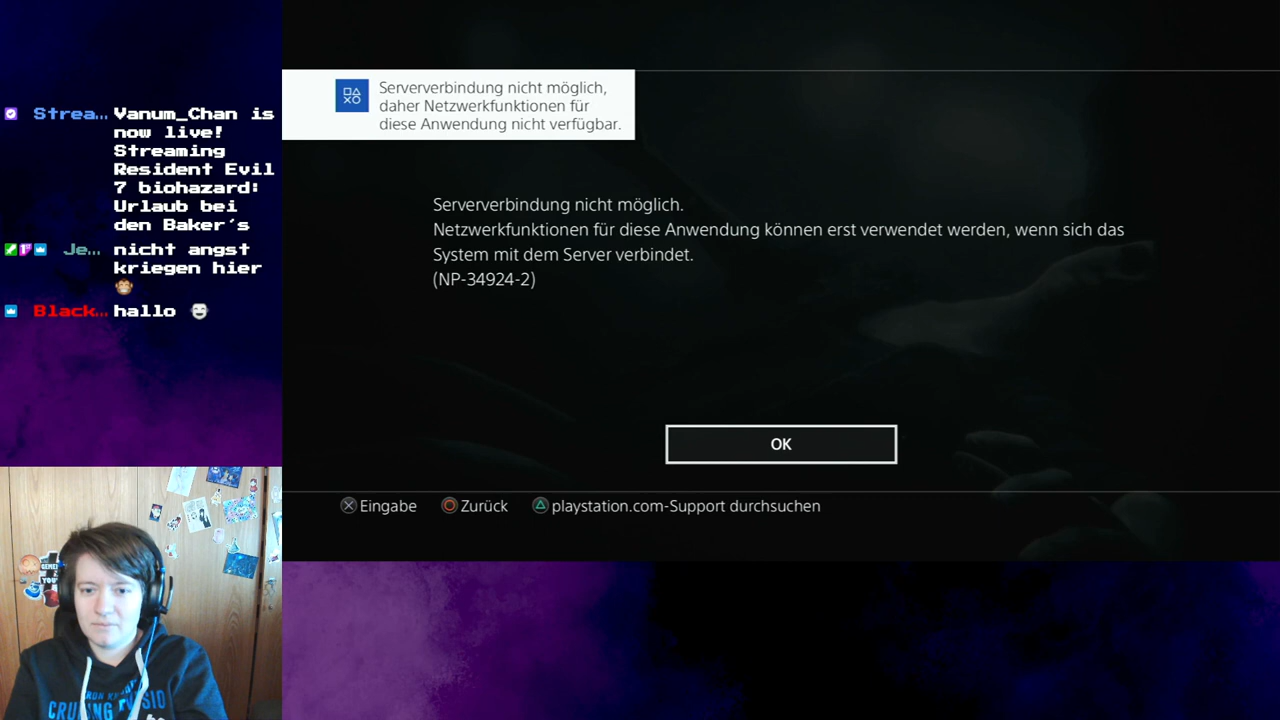 Strea... Vanum_Chan is
now live!
Streaming
Resident Evil
7 biohazard:
Urlaub bei
den Baker's
Je... nicht angst
kriegen hier
Black... hallo
Serververbindung nicht möglich,
daher Netzwerkfunktionen für
diese Anwendung nicht verfügbar.
Serververbindung nicht möglich.
Netzwerkfunktionen für diese Anwendung können erst verwendet werden, wenn sich das
System mit dem Server verbindet.
(NP-34924-2)
OK
Eingabe Zurück playstation.com-Support durchsuchen